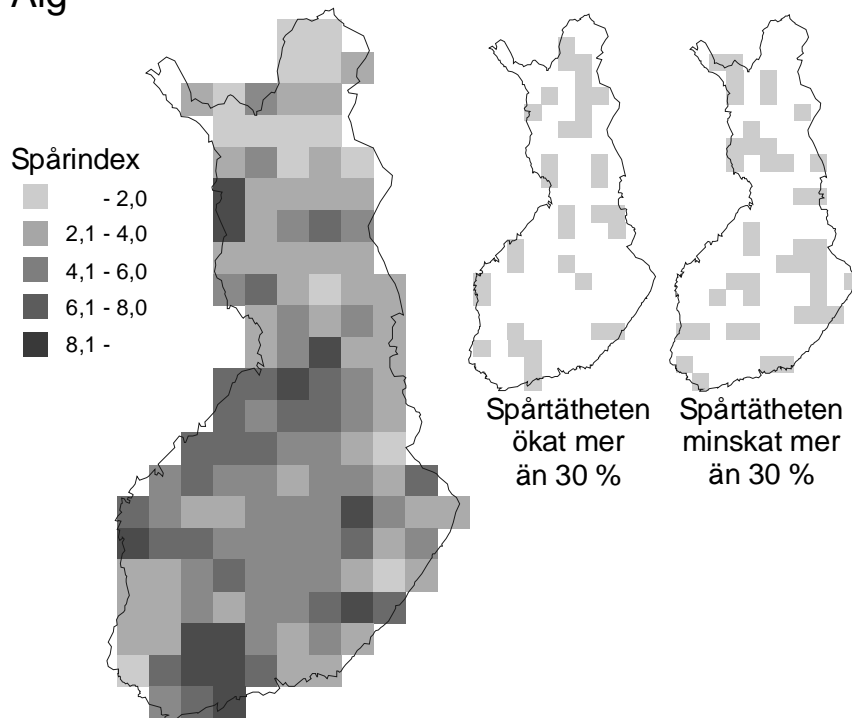 Älg
Spårindex
- 2,0
2,1 - 4,0
4,1 - 6,0
6,1 - 8,0
8,1 -
Spårtätheten
ökat mer
än 30 %
Spårtätheten
minskat mer
än 30 %